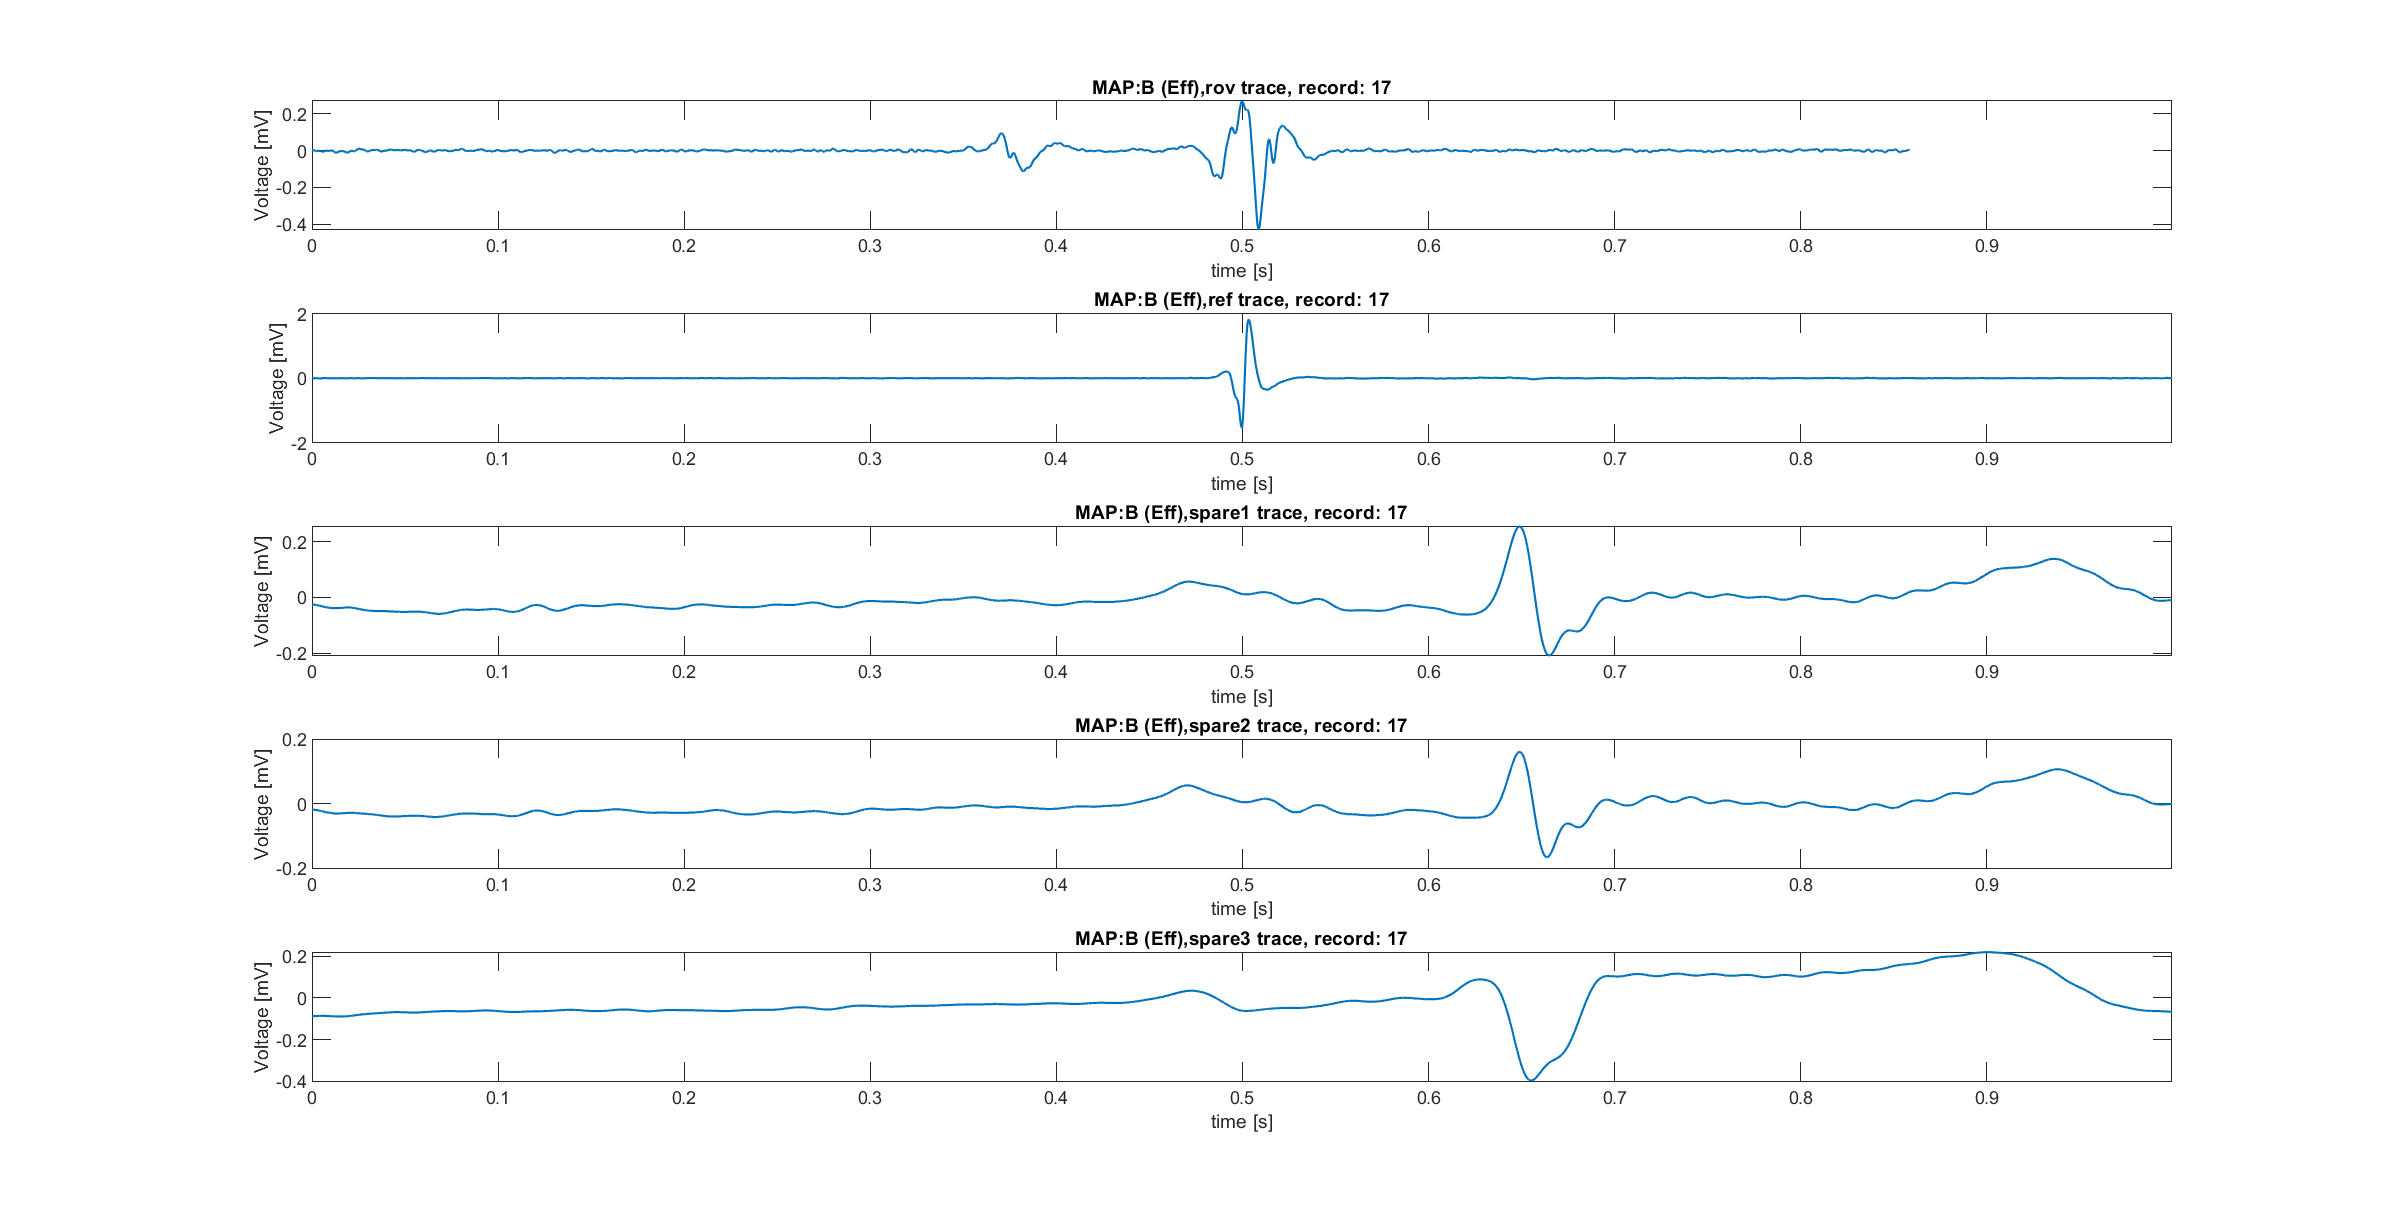 MAP:B (Eff),rov trace, record: 17
Voltage [mV]
0.2
0
-0.2
-0.4
0 0.1 0.2 0.3 0.4 0.5 0.6 0.7 0.8 0.9
time [s]
MAP:B (Eff),ref trace, record: 17
Voltage [mV]
2
0
-2
0 0.1 0.2 0.3 0.4 0.5 0.6 0.7 0.8 0.9
time [s]
MAP:B (Eff),spare1 trace, record: 17
Voltage [mV]
0.2
0
-0.2
0 0.1 0.2 0.3 0.4 0.5 0.6 0.7 0.8 0.9
time [s]
MAP:B (Eff),spare2 trace, record: 17
Voltage [mV]
0.2
0
-0.2
0 0.1 0.2 0.3 0.4 0.5 0.6 0.7 0.8 0.9
time [s]
MAP:B (Eff),spare3 trace, record: 17
Voltage [mV]
0.2
0
-0.2
-0.4
0 0.1 0.2 0.3 0.4 0.5 0.6 0.7 0.8 0.9
time [s]